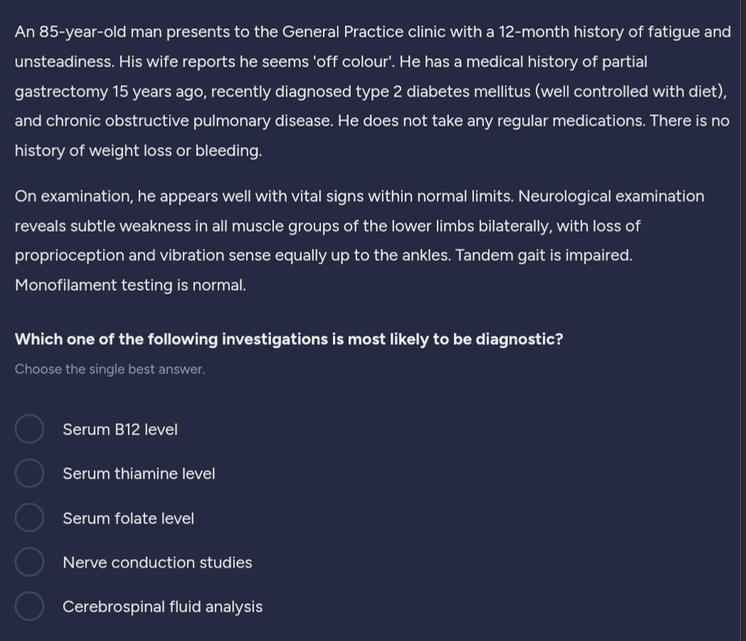 An 85-year-old man presents to the General Practice clinic with a 12-month history of fatigue and
unsteadiness. His wife reports he seems 'off colour'. He has a medical history of partial
gastrectomy 15 years ago, recently diagnosed type 2 diabetes mellitus (well controlled with diet),
and chronic obstructive pulmonary disease. He does not take any regular medications. There is no
history of weight loss or bleeding.
On examination, he appears well with vital signs within normal limits. Neurological examination
reveals subtle weakness in all muscle groups of the lower limbs bilaterally, with loss of
proprioception and vibration sense equally up to the ankles. Tandem gait is impaired.
Monofilament testing is normal.
Which one of the following investigations is most likely to be diagnostic?
Choose the single best answer.
Serum B12 level
Serum thiamine level
Serum folate level
Nerve conduction studies
Cerebrospinal fluid analysis